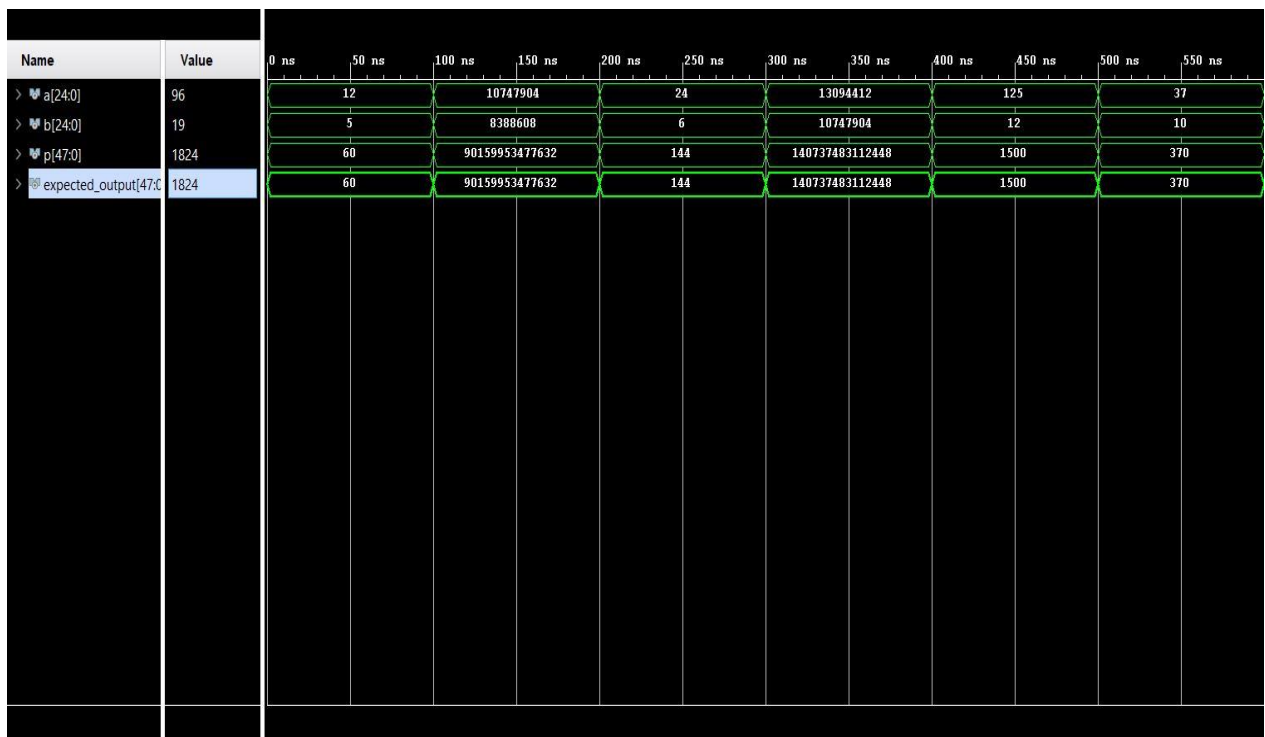 Name Value 0 ns 50 ns 100 ns 150 ns 200 ns 250 ns 300 ns 350 ns 400 ns 450 ns 500 ns 550 ns
> a[24:0] 96 12 10747904 24 13094412 125 37
> b[24:0] 19 5 8388608 6 10747904 12 10
> p[47:0] 1824 60 90159953477632 144 140737483112448 1500 370
> expected_output[47:0 1824 60 90159953477632 144 140737483112448 1500 370